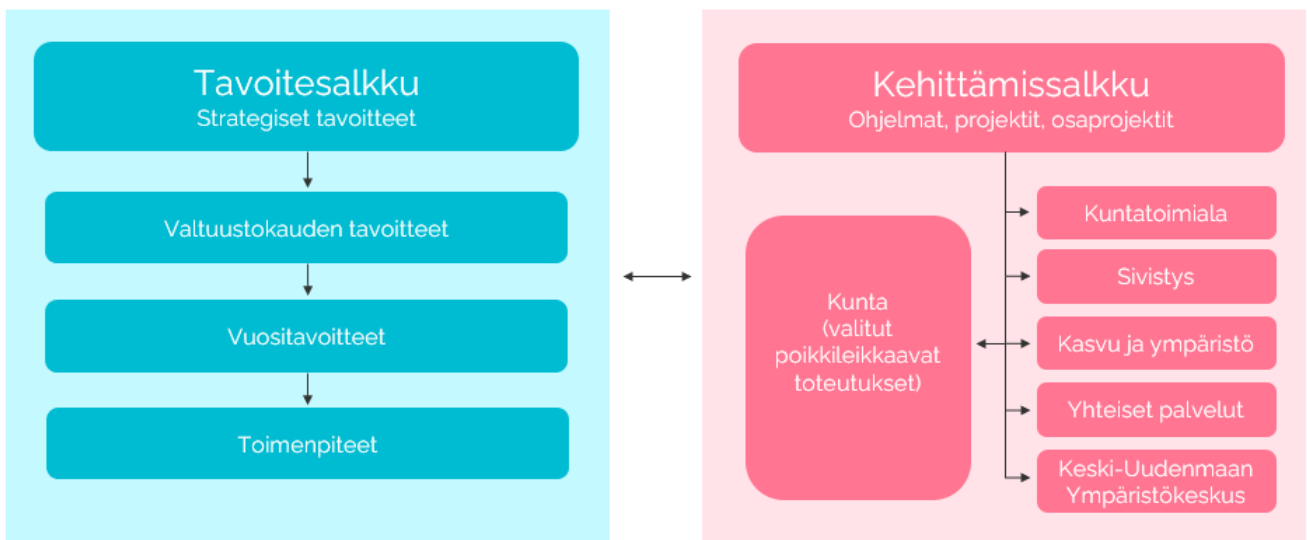 Tavoitesalkku
Strategiset tavoitteet
Valtuustokauden tavoitteet
Vuositavoitteet
Toimenpiteet
Kehittämissalkku
Ohjelmat, projektit, osaprojektit
Kunta
(valitut
poikkileikkaavat
toteutukset)
Kuntatoimiala
Sivistys
Kasvu ja ympäristö
Yhteiset palvelut
Keski-Uudenmaan
Ympäristökeskus